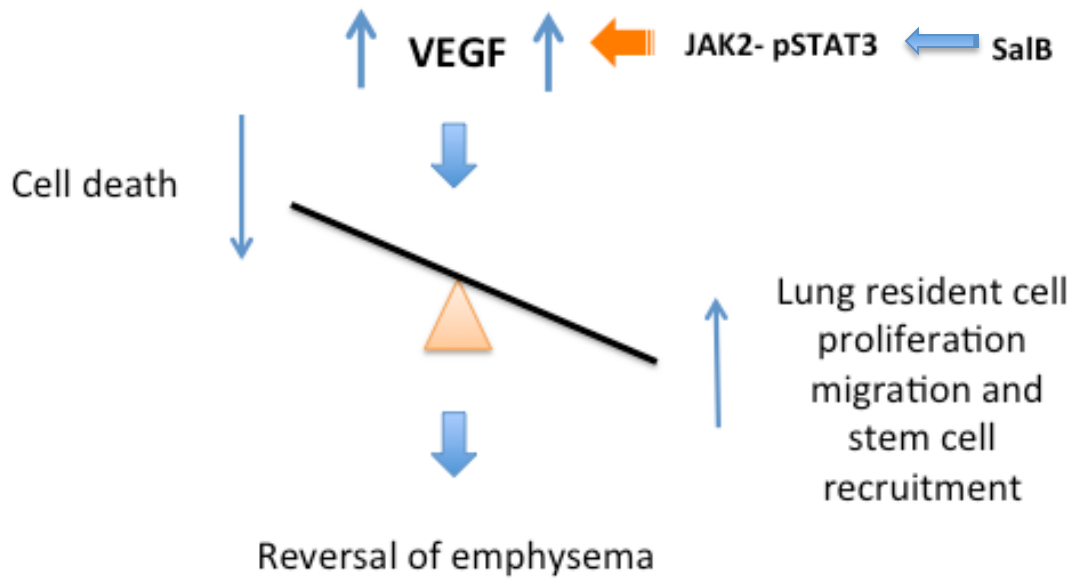 VEGF
JAK2- pSTAT3
SalB
Cell death
Lung resident cell
proliferation
migration and
stem cell
recruitment
Reversal of emphysema